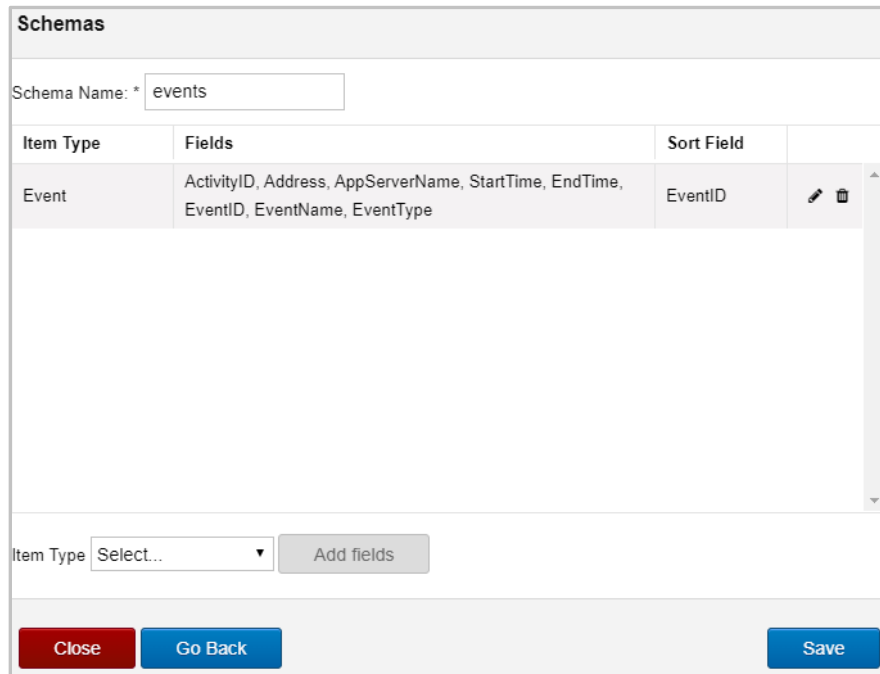 Schemas
Schema Name: * events
Item Type Fields Sort Field
Event ActivityID, Address, AppServerName, StartTime, EndTime, EventID, EventName, EventType EventID
Item Type Select... Add fields
Close Go Back Save